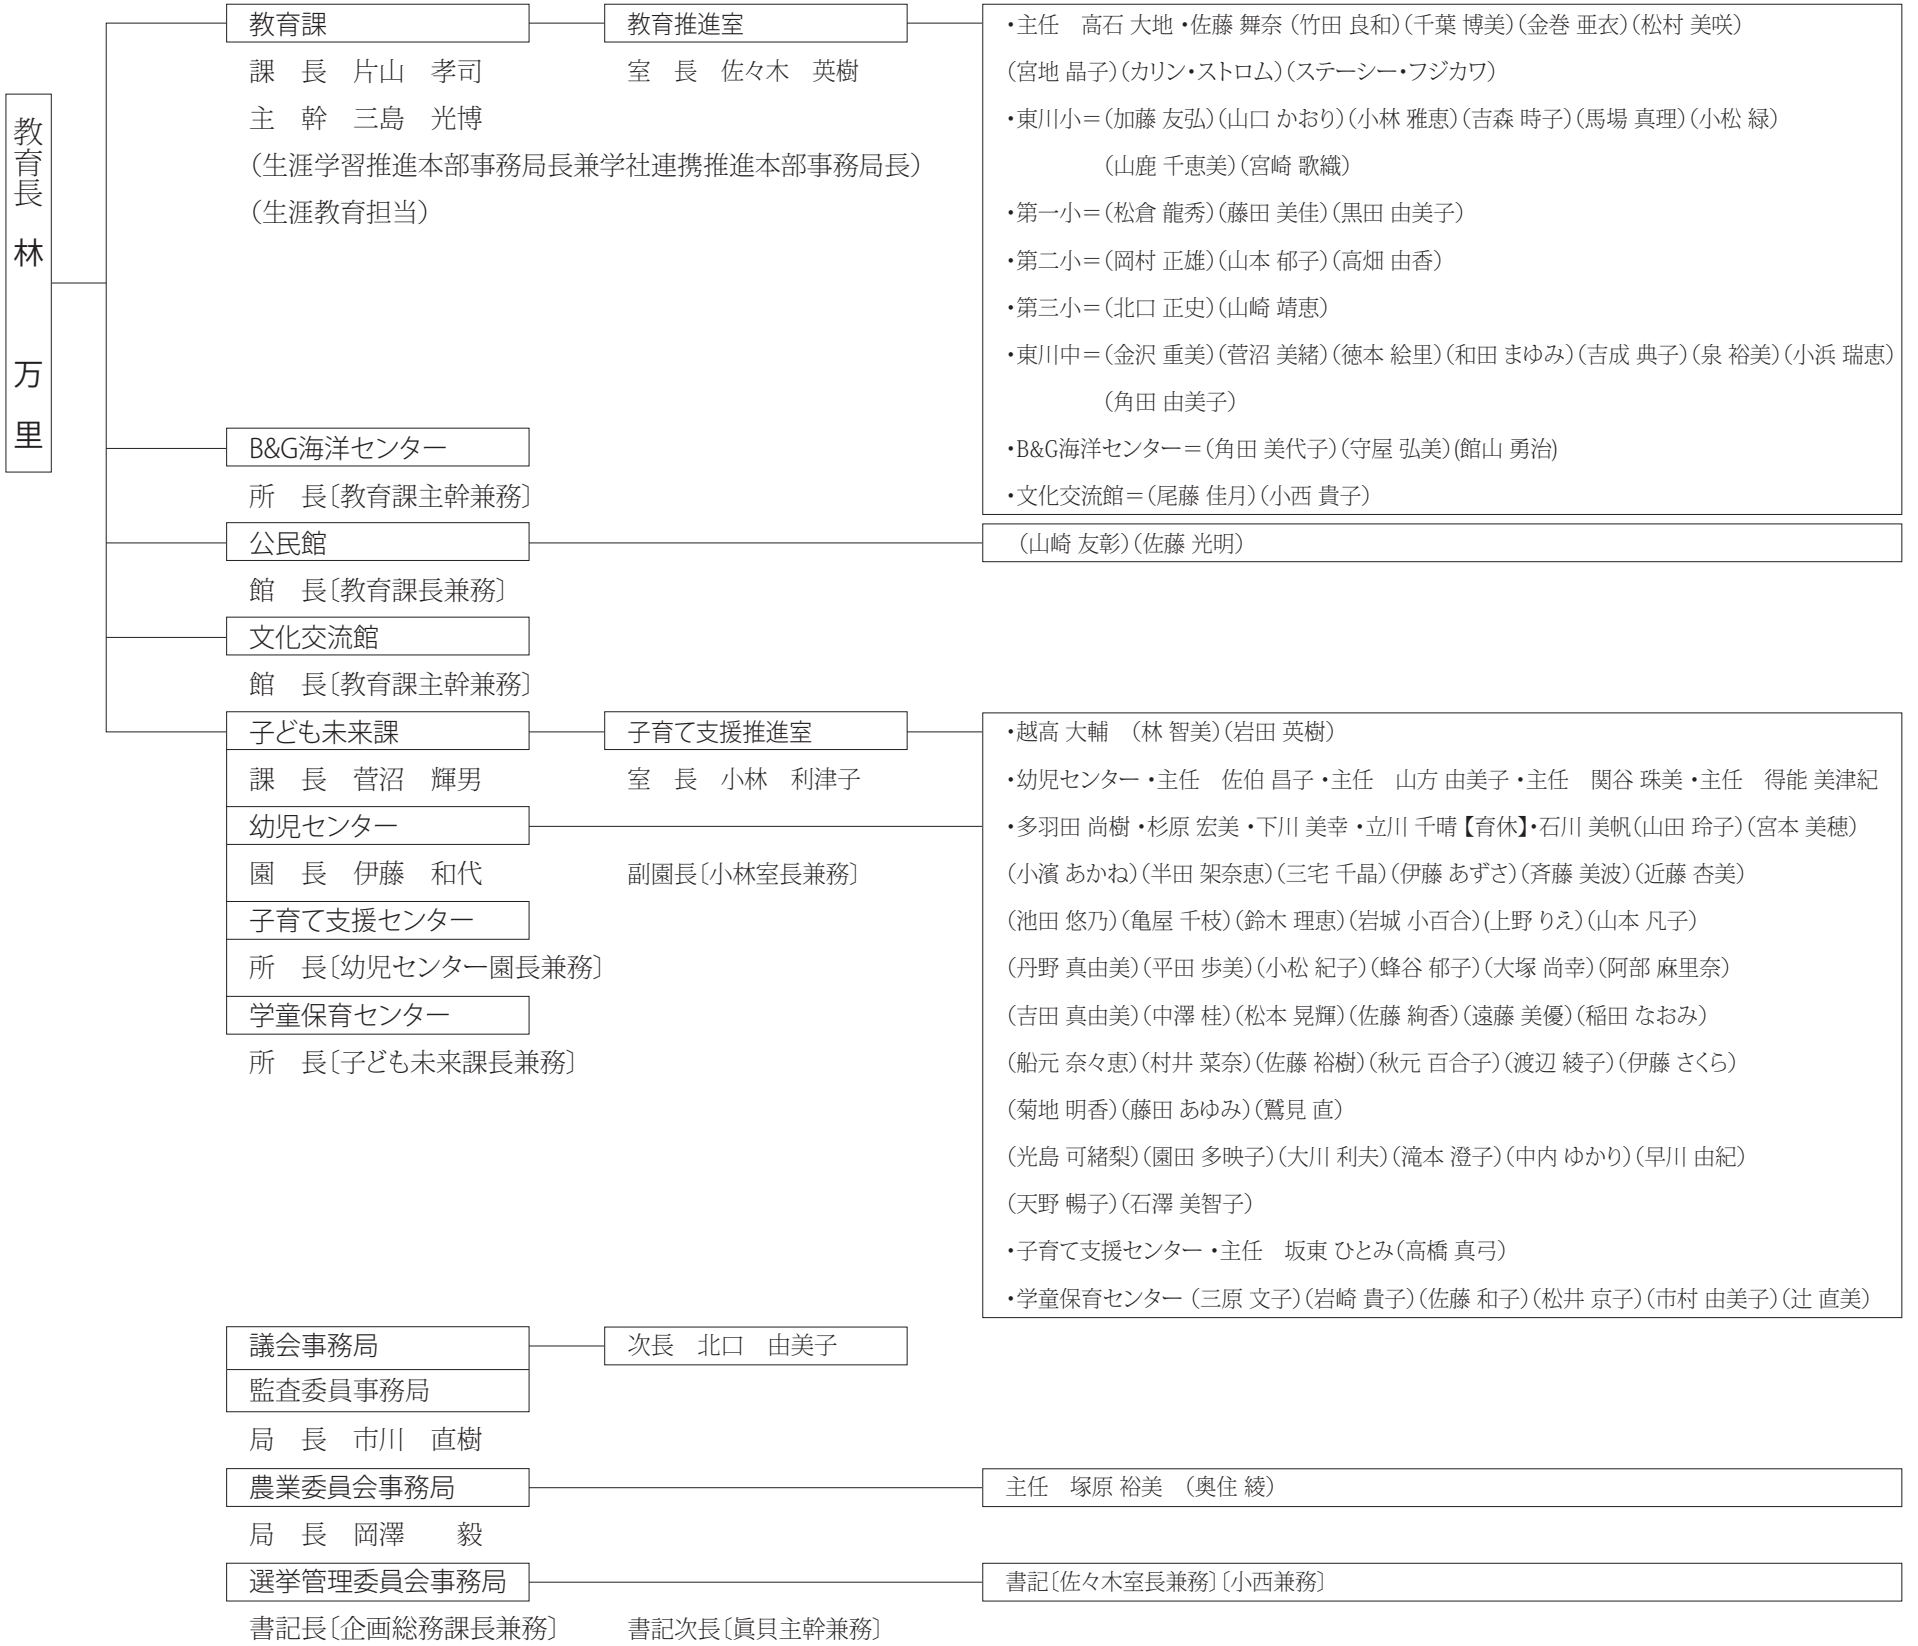 教育長　林　万里
教育課
教育推進室
・主任　高石 大地 ・佐藤 舞奈 （竹田 良和）（千葉 博美）（金巻 亜衣）（松村 美咲）
課　長　片山　孝司
室　長　佐々木　英樹
（宮地 晶子）（カリン・ストロム）（ステーシー・フジカワ）
主　幹　三島　光博
・東川小＝（加藤 友弘）（山口 かおり）（小林 雅恵）（吉森 時子）（馬場 真理）（小松 緑）
（生涯学習推進本部事務局長兼学社連携推進本部事務局長）
（山鹿 千恵美）（宮崎 歌織）
（生涯教育担当）
・第一小＝（松倉 龍秀）（藤田 美佳）（黒田 由美子）
・第二小＝（岡村 正雄）（山本 郁子）（高畑 由香）
・第三小＝（北口 正史）（山崎 靖恵）
・東川中＝（金沢 重美）（菅沼 美緒）（徳本 絵里）（和田 まゆみ）（吉成 典子）（泉 裕美）（小浜 瑞恵）
（角田 由美子）
B&G海洋センター
・B&G海洋センター＝（角田 美代子）（守屋 弘美）(館山 勇治)
所　長〔教育課主幹兼務〕
・文化交流館＝（尾藤 佳月）（小西 貴子）
公民館
（山崎 友彰）（佐藤 光明）
館　長〔教育課長兼務〕
文化交流館
館　長〔教育課主幹兼務〕
子ども未来課
子育て支援推進室
・越高 大輔　（林 智美）（岩田 英樹）
課　長　菅沼　輝男
室　長　小林　利津子
・幼児センター ・主任　佐伯 昌子 ・主任　山方 由美子 ・主任　関谷 珠美 ・主任　得能 美津紀
幼児センター
・多羽田 尚樹 ・杉原 宏美 ・下川 美幸 ・立川 千晴【育休】・石川 美帆（山田 玲子）（宮本 美穂）
園　長　伊藤　和代
副園長〔小林室長兼務〕
（小濱 あかね）（半田 架奈恵）（三宅 千晶）（伊藤 あずさ）（斉藤 美波）（近藤 杏美）
子育て支援センター
（池田 悠乃）（亀屋 千枝）（鈴木 理恵）（岩城 小百合）(上野 りえ）（山本 凡子）
所　長〔幼児センター園長兼務〕
（丹野 真由美）（平田 歩美）（小松 紀子）（蜂谷 郁子）（大塚 尚幸）（阿部 麻里奈）
学童保育センター
（吉田 真由美）（中澤 桂）（松本 晃輝）（佐藤 絢香）（遠藤 美優）（稲田 なおみ）
所　長〔子ども未来課長兼務〕
（船元 奈々恵）（村井 菜奈）（佐藤 裕樹）（秋元 百合子）（渡辺 綾子）（伊藤 さくら）
（菊地 明香）（藤田 あゆみ）（鷲見 直）
（光島 可緒梨）（園田 多映子）（大川 利夫）（滝本 澄子）（中内 ゆかり）（早川 由紀）
（天野 暢子）（石澤 美智子）
・子育て支援センター ・主任　坂東 ひとみ（高橋 真弓）
・学童保育センター （三原 文子）（岩崎 貴子）（佐藤 和子）（松井 京子）（市村 由美子）（辻 直美）
議会事務局
次長　北口　由美子
監査委員事務局
局　長　市川　直樹
農業委員会事務局
主任　塚原 裕美　（奥住 綾）
局　長　岡澤　　毅
選挙管理委員会事務局
書記〔佐々木室長兼務〕〔小西兼務〕
書記長〔企画総務課長兼務〕
書記次長〔眞貝主幹兼務〕